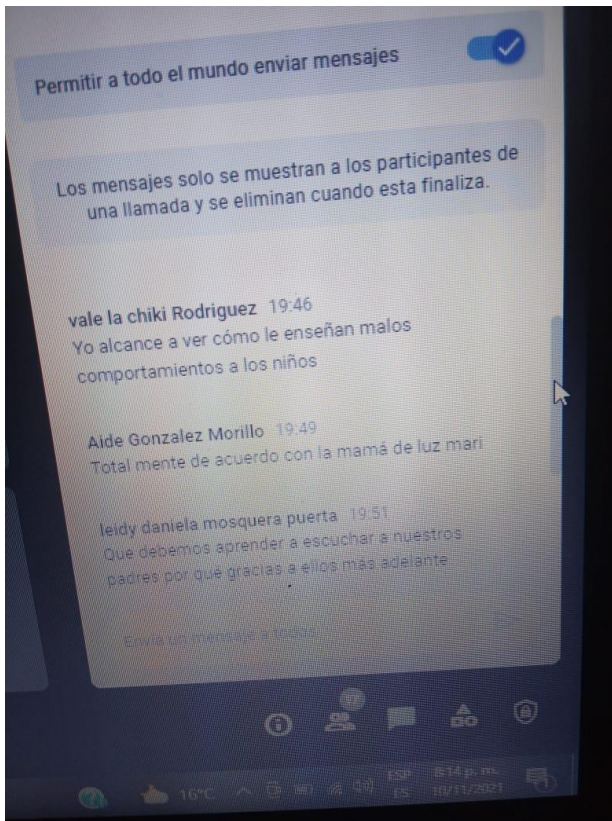 Permitir a todo el mundo enviar mensajes
Los mensajes solo se muestran a los participantes de
una llamada y se eliminan cuando esta finaliza.
vale la chiki Rodriguez 19:46
Yo alcance a ver cómo le enseñan malos
comportamientos a los niños
Aide Gonzalez Morillo 19:49
Total mente de acuerdo con la mamá de luz mari
leidy daniela mosquera puerta 19:51
Que debemos aprender a escuchar a nuestros
padres por qué gracias a ellos más adelante
Envía un mensaje a todos
16°C
ESP
8:14 p. m.
ES
10/11/2021